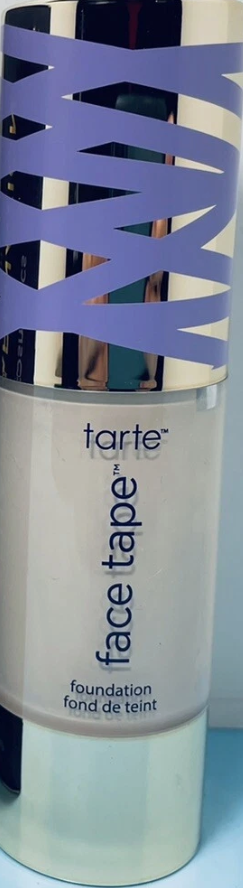 tarte™
face tape™
foundation
fond de teint